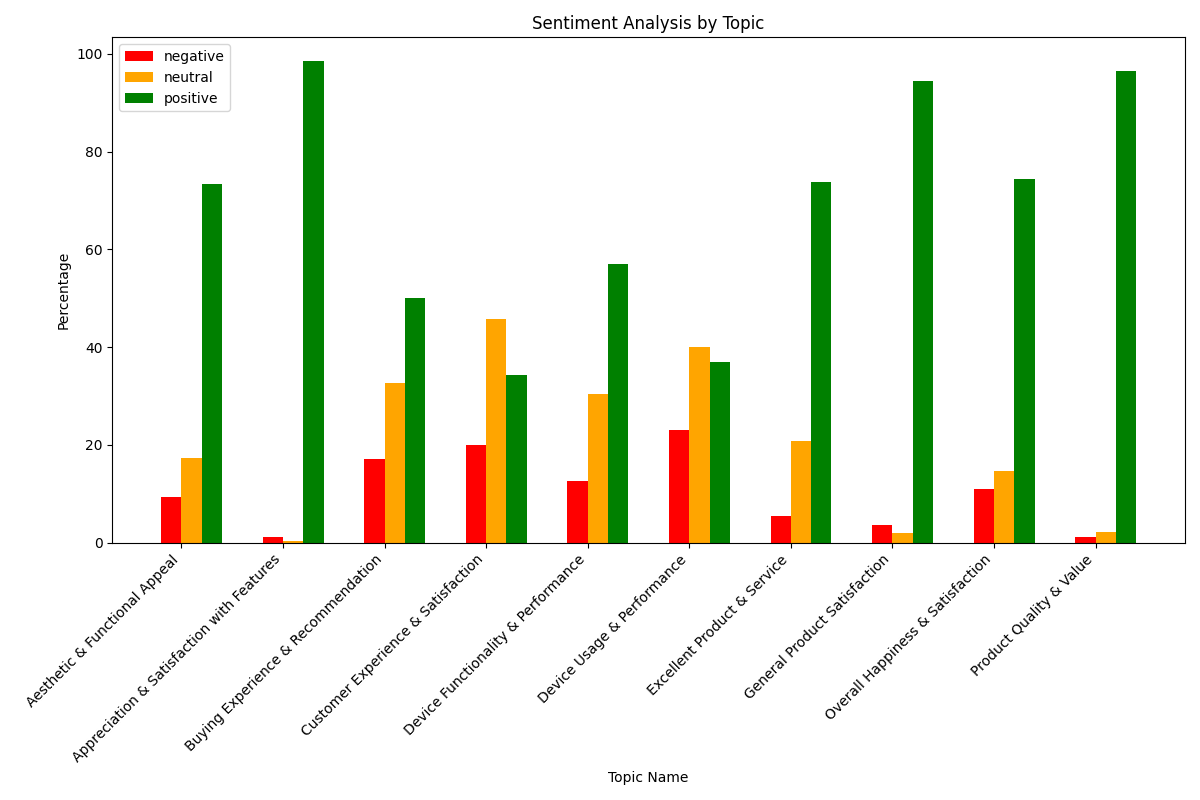 Sentiment Analysis by Topic
negative
neutral
positive
100
80
60
40
20
0
Percentage
Aesthetic & Functional Appeal
Appreciation & Satisfaction with Features
Buying Experience & Recommendation
Customer Experience & Satisfaction
Device Functionality & Performance
Device Usage & Performance
Excellent Product & Service
General Product Satisfaction
Overall Happiness & Satisfaction
Product Quality & Value
Topic Name